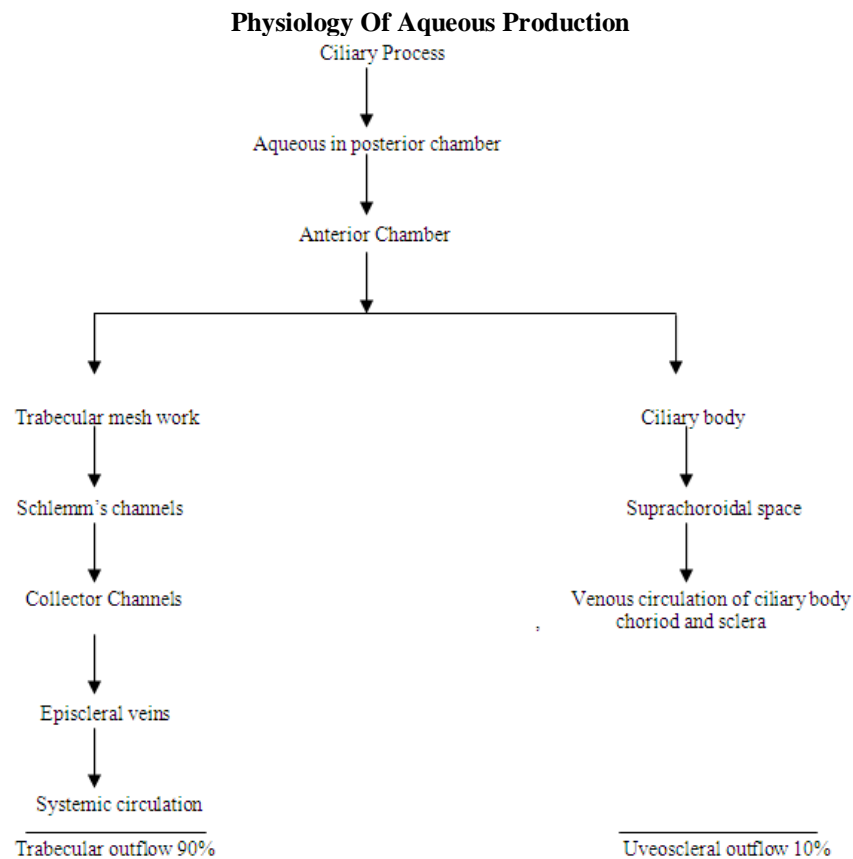 Physiology Of Aqueous Production
Ciliary Process
Aqueous in posterior chamber
Anterior Chamber
Trabecular mesh work
Schlemm's channels
Collector Channels
Episcleral veins
Systemic circulation
Trabecular outflow 90%
Ciliary body
Suprachoroidal space
Venous circulation of ciliary body
, choriod and sclera
Uveoscleral outflow 10%